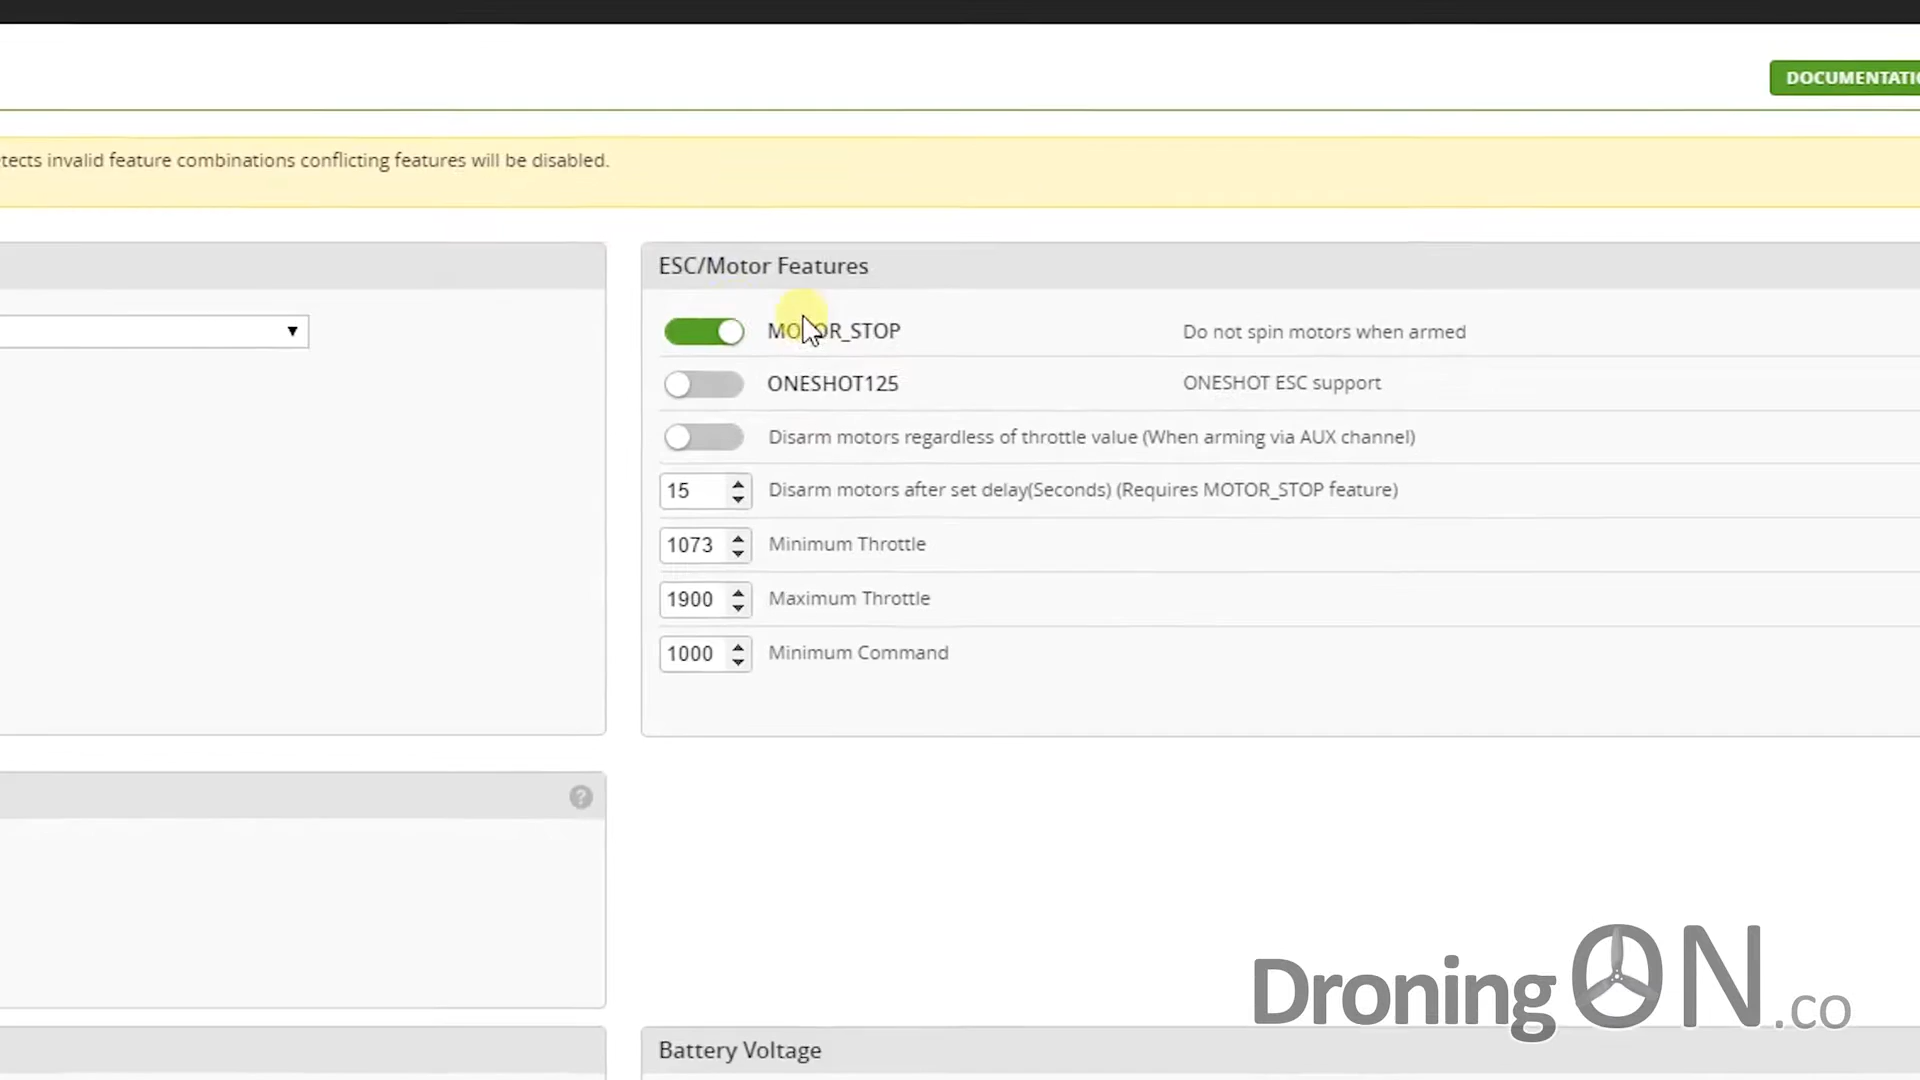 DOCUMENTATIO
tects invalid feature combinations conflicting features will be disabled.
ESC/Motor Features
MOTOR_STOP
Do not spin motors when armed
ONESHOT125
ONESHOT ESC support
Disarm motors regardless of throttle value (When arming via AUX channel)
15
Disarm motors after set delay(Seconds) (Requires MOTOR_STOP feature)
1073
Minimum Throttle
1900
Maximum Throttle
1000
Minimum Command
?
DroningON.co
Battery Voltage